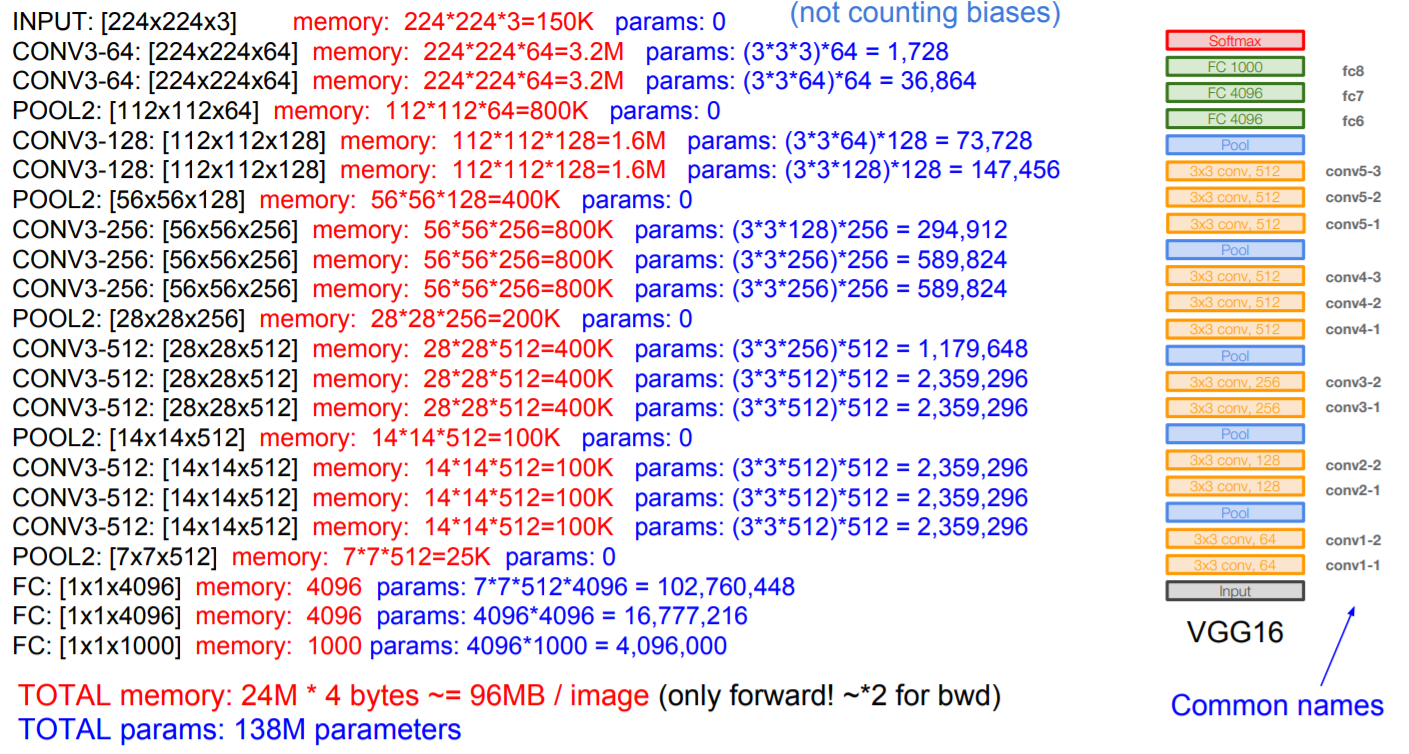 (not counting biases)
INPUT: [224x224x3] memory: 224*224*3=150K params: 0
CONV3-64: [224x224x64] memory: 224*224*64=3.2M params: (3*3*3)*64 = 1,728
CONV3-64: [224x224x64] memory: 224*224*64=3.2M params: (3*3*64)*64 = 36,864
POOL2: [112x112x64] memory: 112*112*64=800K params: 0
CONV3-128: [112x112x128] memory: 112*112*128=1.6M params: (3*3*64)*128 = 73,728
CONV3-128: [112x112x128] memory: 112*112*128=1.6M params: (3*3*128)*128 = 147,456
POOL2: [56x56x128] memory: 56*56*128=400K params: 0
CONV3-256: [56x56x256] memory: 56*56*256=800K params: (3*3*128)*256 = 294,912
CONV3-256: [56x56x256] memory: 56*56*256=800K params: (3*3*256)*256 = 589,824
CONV3-256: [56x56x256] memory: 56*56*256=800K params: (3*3*256)*256 = 589,824
POOL2: [28x28x256] memory: 28*28*256=200K params: 0
CONV3-512: [28x28x512] memory: 28*28*512=400K params: (3*3*256)*512 = 1,179,648
CONV3-512: [28x28x512] memory: 28*28*512=400K params: (3*3*512)*512 = 2,359,296
CONV3-512: [28x28x512] memory: 28*28*512=400K params: (3*3*512)*512 = 2,359,296
POOL2: [14x14x512] memory: 14*14*512=100K params: 0
CONV3-512: [14x14x512] memory: 14*14*512=100K params: (3*3*512)*512 = 2,359,296
CONV3-512: [14x14x512] memory: 14*14*512=100K params: (3*3*512)*512 = 2,359,296
CONV3-512: [14x14x512] memory: 14*14*512=100K params: (3*3*512)*512 = 2,359,296
POOL2: [7x7x512] memory: 7*7*512=25K params: 0
FC: [1x1x4096] memory: 4096 params: 7*7*512*4096 = 102,760,448
FC: [1x1x4096] memory: 4096 params: 4096*4096 = 16,777,216
FC: [1x1x1000] memory: 1000 params: 4096*1000 = 4,096,000
TOTAL memory: 24M * 4 bytes ~= 96MB / image (only forward! ~*2 for bwd)
TOTAL params: 138M parameters
Softmax
FC 1000 fc8
FC 4096 fc7
FC 4096 fc6
Pool
3x3 conv, 512 conv5-3
3x3 conv, 512 conv5-2
3x3 conv, 512 conv5-1
Pool
3x3 conv, 512 conv4-3
3x3 conv, 512 conv4-2
3x3 conv, 512 conv4-1
Pool
3x3 conv, 256 conv3-2
3x3 conv, 256 conv3-1
Pool
3x3 conv, 128 conv2-2
3x3 conv, 128 conv2-1
Pool
3x3 conv, 64 conv1-2
3x3 conv, 64 conv1-1
Input
VGG16
Common names